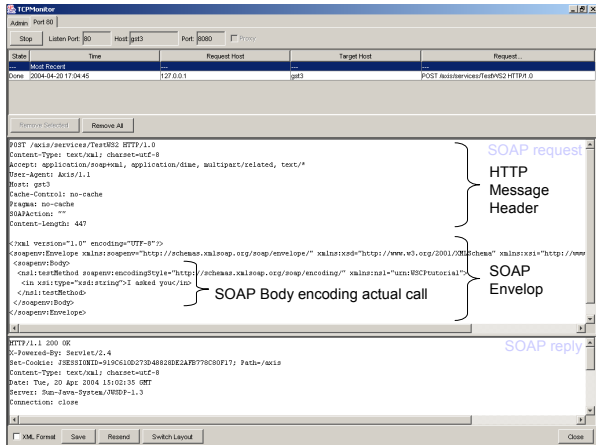 TCPMonitor
Admin Port 80
Stop Listen Port: 80 Host: gst3 Port: 8080 Proxy
State Time Request Host Target Host Request...
--- Most Recent --- --- ---
Done 2004-04-20 17:04:45 127.0.0.1 gst3 POST /axis/services/TestWS2 HTTP/1.0
Remove Selected Remove All
SOAP request
POST /axis/services/TestWS2 HTTP/1.0
Content-Type: text/xml; charset=utf-8
Accept: application/soap+xml, application/dime, multipart/related, text/*
User-Agent: Axis/1.1
Host: gst3
Cache-Control: no-cache
Pragma: no-cache
SOAPAction: ""
Content-Length: 447
HTTP
Message
Header
<?xml version="1.0" encoding="UTF-8"?>
<soapenv:Envelope xmlns:soapenv="http://schemas.xmlsoap.org/soap/envelope/" xmlns:xsd="http://www.w3.org/2001/XMLSchema" xmlns:xsi="http://www
<soapenv:Body>
<ns1:testMethod soapenv:encodingStyle="http://schemas.xmlsoap.org/soap/encoding/" xmlns:ns1="urn:WSCPtutorial">
<in xsi:type="xsd:string">I asked you</in>
</ns1:testMethod>
</soapenv:Body>
</soapenv:Envelope>
SOAP Body encoding actual call
SOAP
Envelop
SOAP reply
HTTP/1.1 200 OK
X-Powered-By: Servlet/2.4
Set-Cookie: JSESSIONID=919C610D273D48828DE2AFB778C80F17; Path=/axis
Content-Type: text/xml;charset=utf-8
Date: Tue, 20 Apr 2004 15:02:35 GMT
Server: Sun-Java-System/JWSDP-1.3
Connection: close
XML Format Save Resend Switch Layout Close